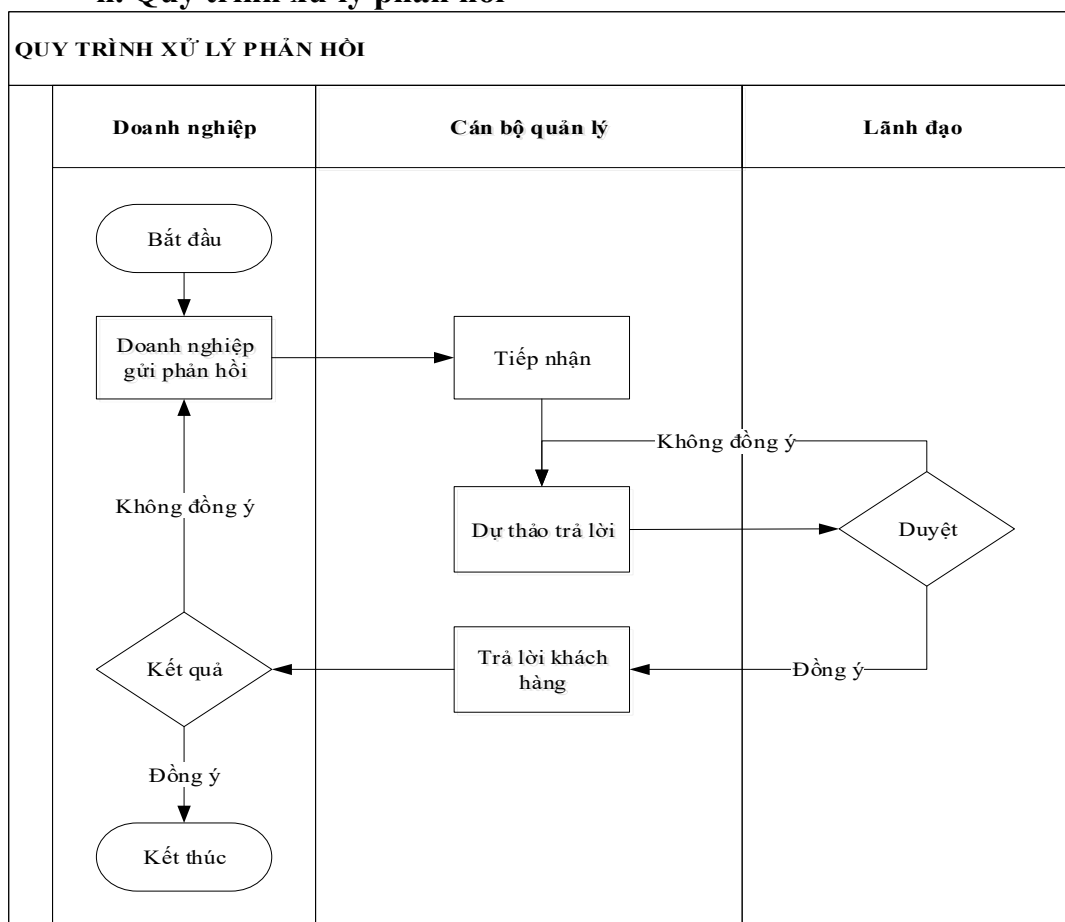 QUY TRÌNH XỬ LÝ PHẢN HỒI
Doanh nghiệp
Cán bộ quản lý
Lãnh đạo
Bắt đầu
Doanh nghiệp
gửi phản hồi
Tiếp nhận
Không đồng ý
Không đồng ý
Dự thảo trả lời
Duyệt
Kết quả
Trả lời khách
hàng
Đồng ý
Đồng ý
Kết thúc